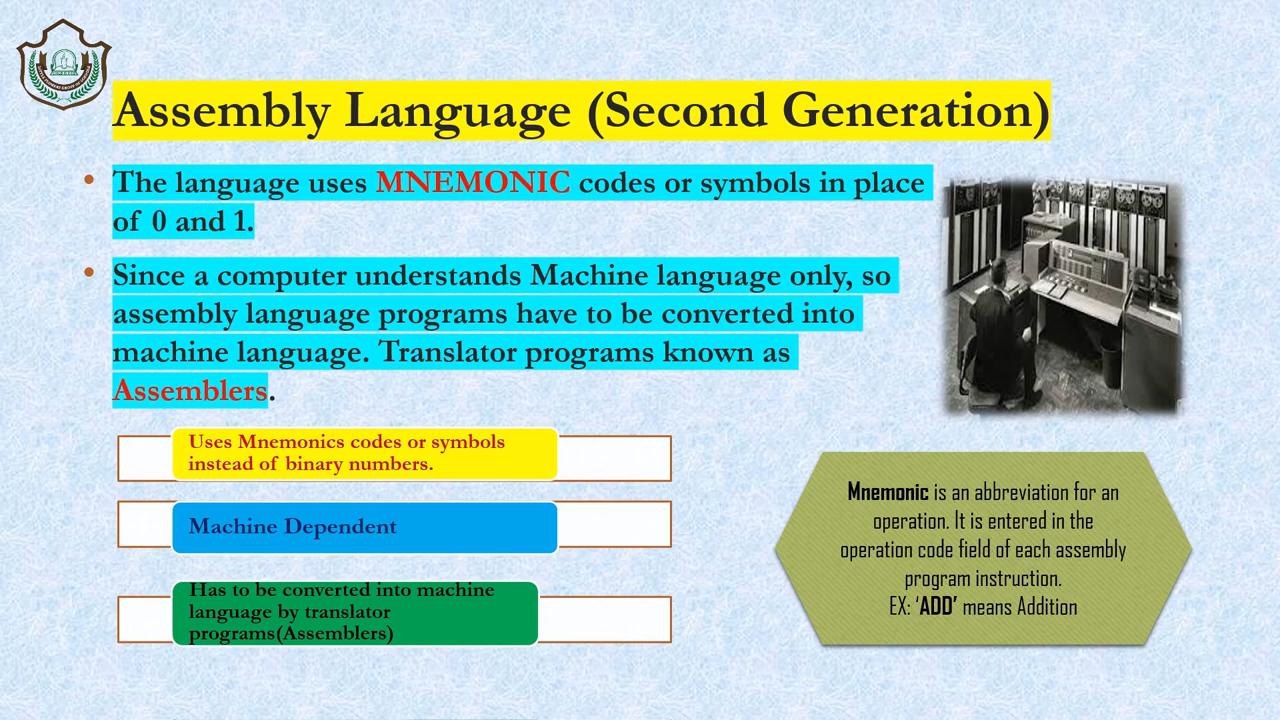 Assembly Language (Second Generation)
• The language uses MNEMONIC codes or symbols in place
of 0 and 1.
• Since a computer understands Machine language only, so
assembly language programs have to be converted into
machine language. Translator programs known as
Assemblers.
Uses Mnemonics codes or symbols
instead of binary numbers.
Machine Dependent
Has to be converted into machine
language by translator
programs(Assemblers)
Mnemonic is an abbreviation for an
operation. It is entered in the
operation code field of each assembly
program instruction.
EX: ‘ADD’ means Addition